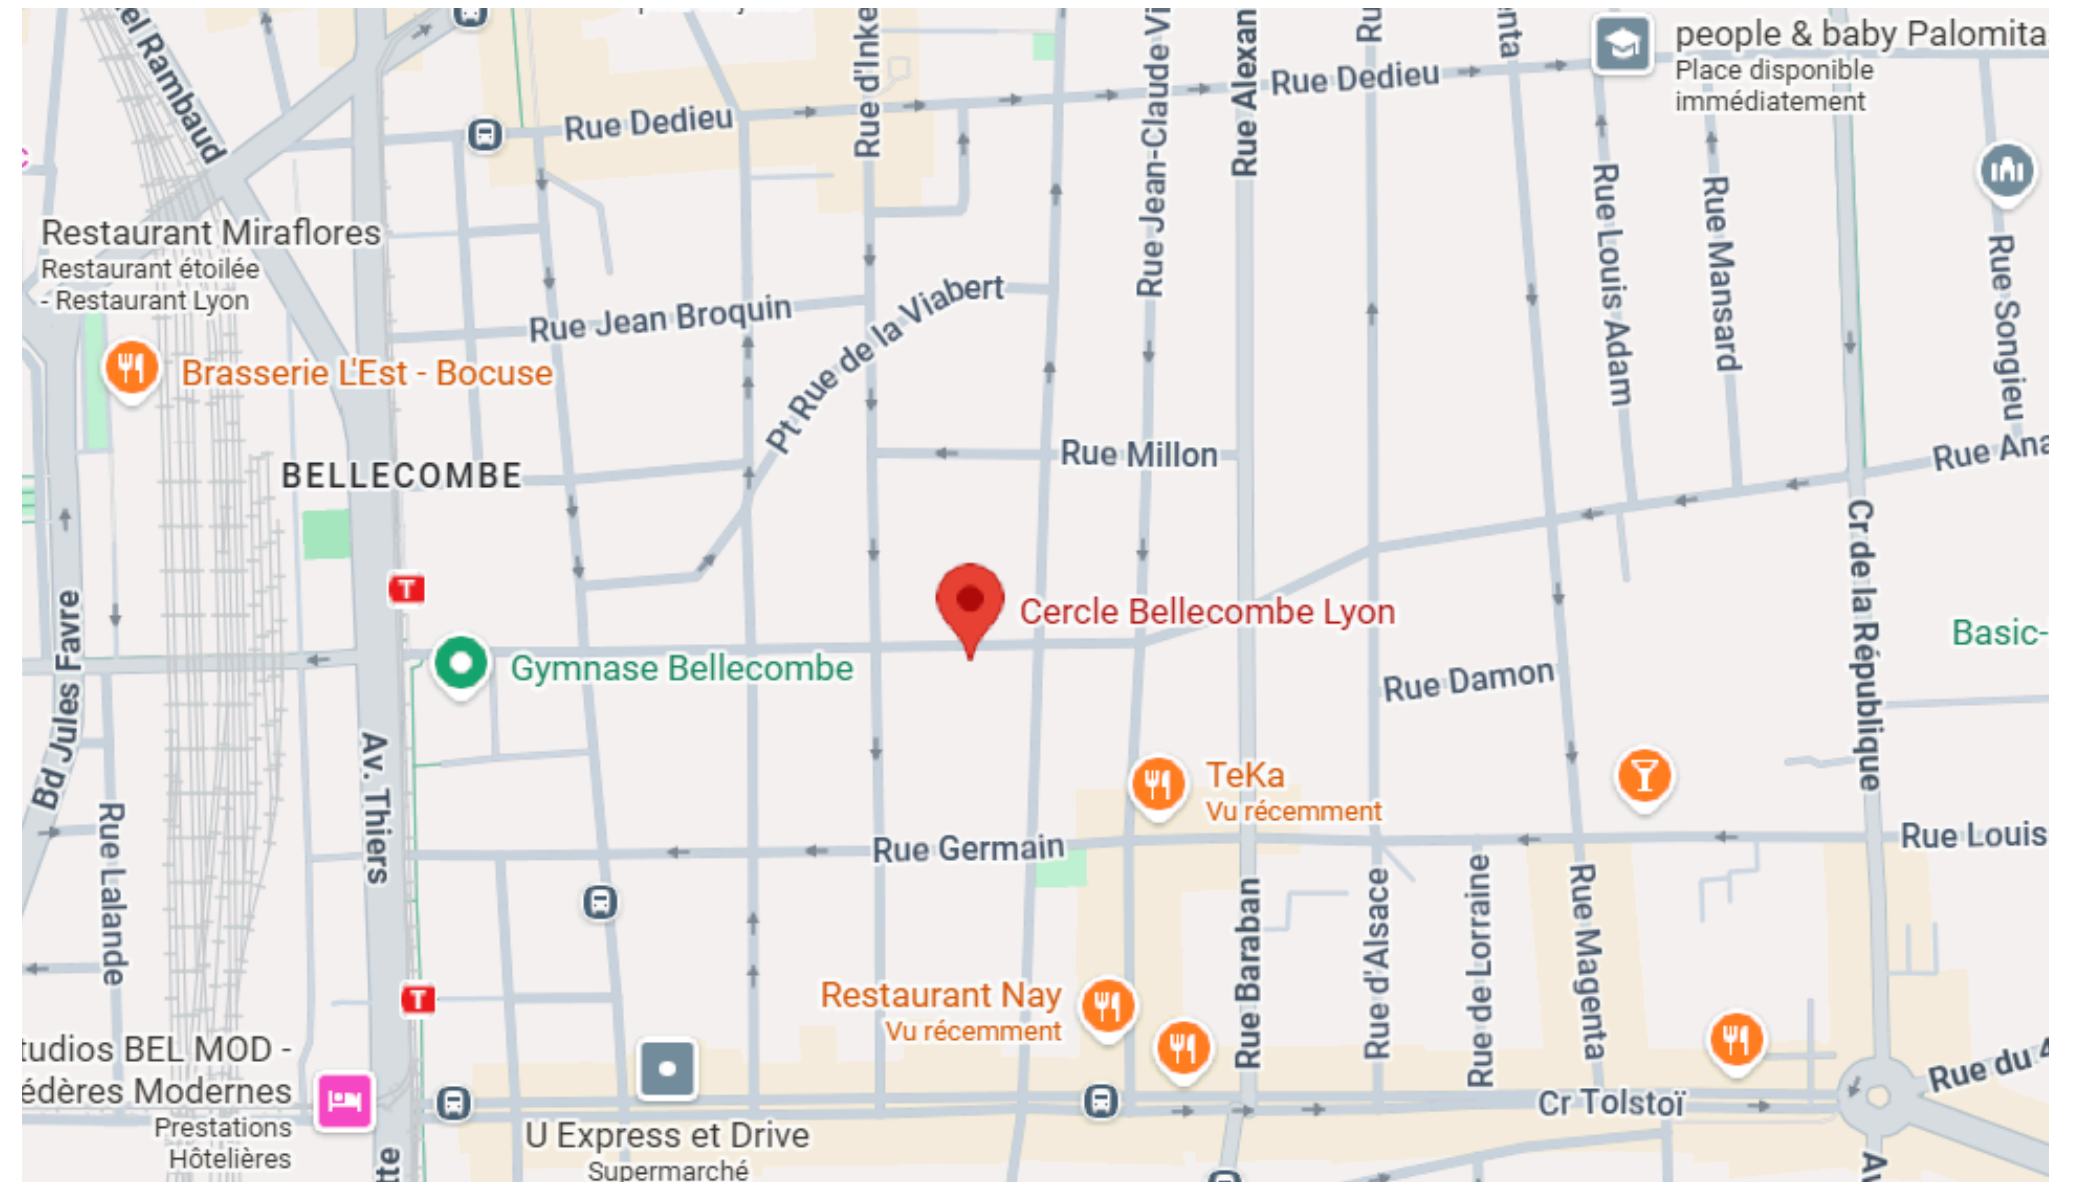 people & baby Palomita
Place disponible
immédiatement
el Rambaud
Rue d'Inke
Rue Jean-Claude Vi
Rue Alexan
Ru
enta
Rue Dedieu
Rue Dedieu
Rue Louis Adam
Rue Mansard
Rue Songieu
Restaurant Miraflores
Restaurant étoilée
- Restaurant Lyon
Rue Jean Broquin
Pt Rue de la Viabert
Brasserie L'Est - Bocuse
Rue Millon
Rue Ana
BELLECOMBE
Cr de la République
T
Cercle Bellecombe Lyon
Basic-
Gymnase Bellecombe
Rue Damon
Bd Jules Favre
Av. Thiers
TeKa
Vu récemment
Rue Lalande
Rue Germain
Rue Louis
Rue Baraban
Rue d'Alsace
Rue de Lorraine
Rue Magenta
T
Restaurant Nay
Vu récemment
tudios BEL MOD -
édères Modernes
Prestations
Hôtelières
Rue du 4
Cr Tolstoï
U Express et Drive
Supermarché
tte
Av